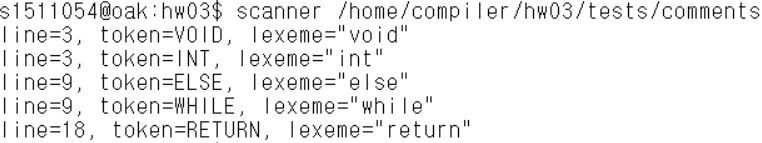 s1511054@oak:hw03$ scanner /home/compiler/hw03/tests/comments
line=3, token=VOID, lexeme="void"
line=3, token=INT, lexeme="int"
line=9, token=ELSE, lexeme="else"
line=9, token=WHILE, lexeme="while"
line=18, token=RETURN, lexeme="return"